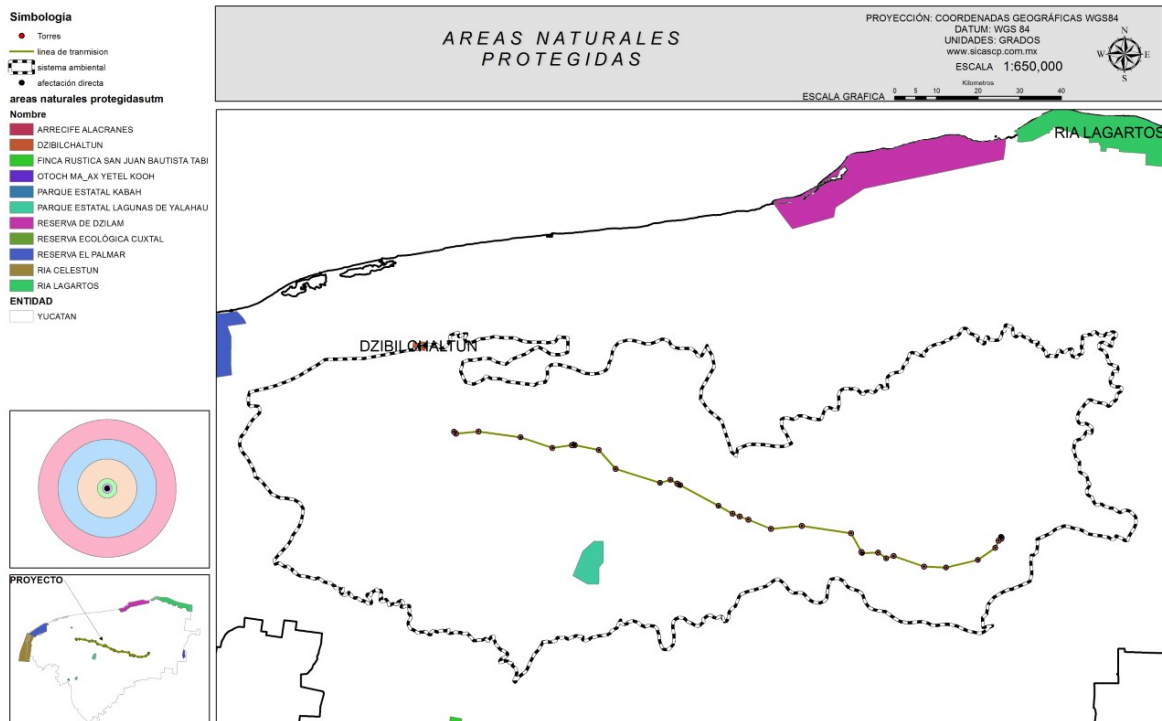 Simbología
Torres
linea de tranmision
sistema ambiental
afectación directa
areas naturales protegidasutm
Nombre
ARRECIFE ALACRANES
DZIBILCHALTUN
FINCA RUSTICA SAN JUAN BAUTISTA TABI
OTOCH MA_AX YETEL KOOH
PARQUE ESTATAL KABAH
PARQUE ESTATAL LAGUNAS DE YALAHAU
RESERVA DE DZILAM
RESERVA ECOLÓGICA CUXTAL
RESERVA EL PALMAR
RIA CELESTUN
RIA LAGARTOS
ENTIDAD
YUCATAN
PROYECTO
AREAS NATURALES
PROTEGIDAS
PROYECCIÓN: COORDENADAS GEOGRÁFICAS WGS84
DATUM: WGS 84
UNIDADES: GRADOS
www.sicascp.com.mx
ESCALA 1:650,000
Kilometros
ESCALA GRAFICA 0 5 10 20 30 40
N
W E
S
RIA LAGARTOS
DZIBILCHALTUN